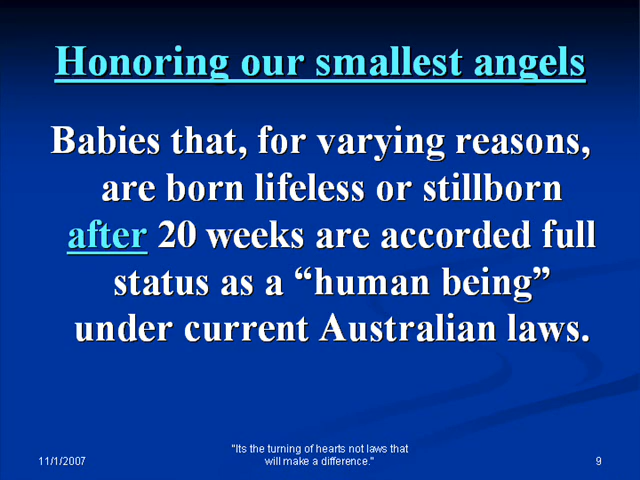 Honoring our smallest angels
Babies that, for varying reasons,
are born lifeless or stillborn
after 20 weeks are accorded full
status as a “human being”
under current Australian laws.
11/1/2007
"Its the turning of hearts not laws that
will make a difference."
9